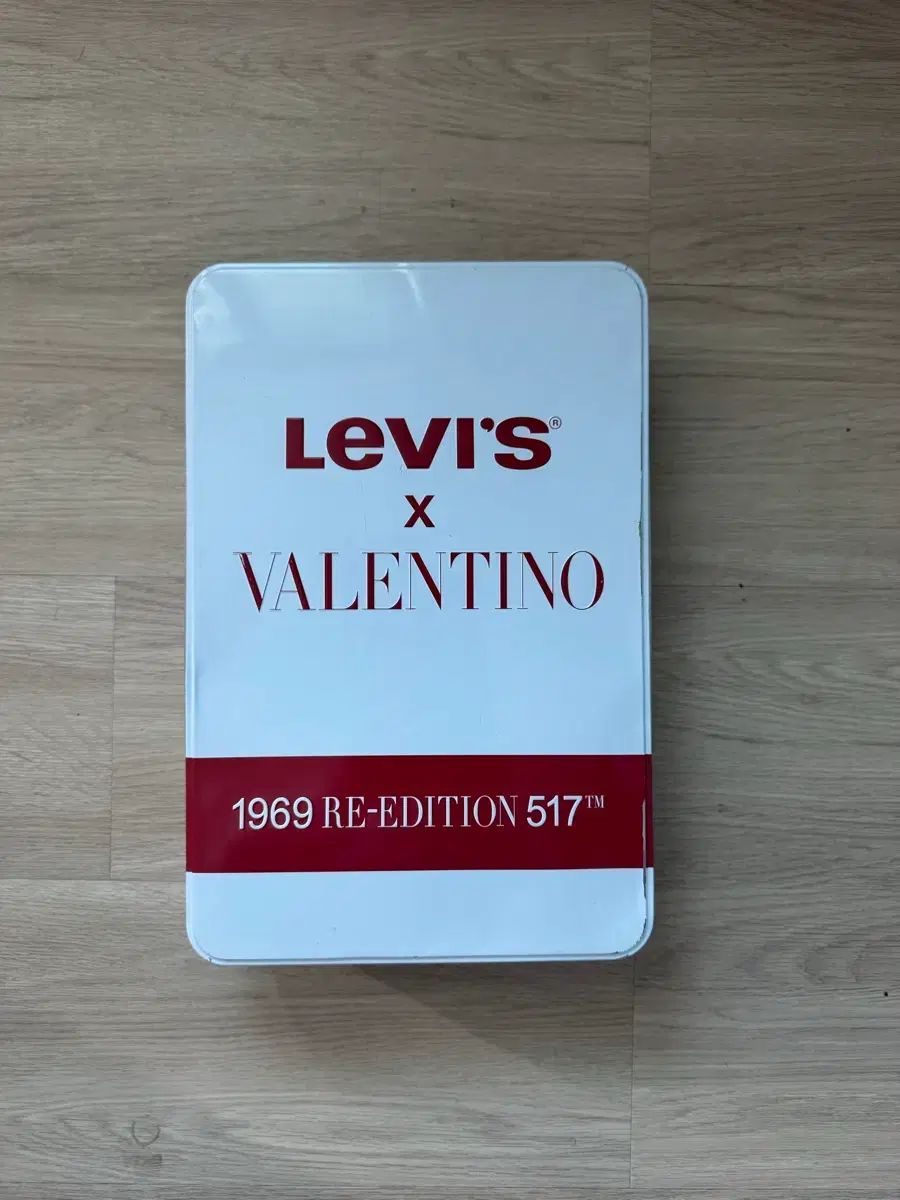 Levi's®
x
VALENTINO
1969 RE-EDITION 517™